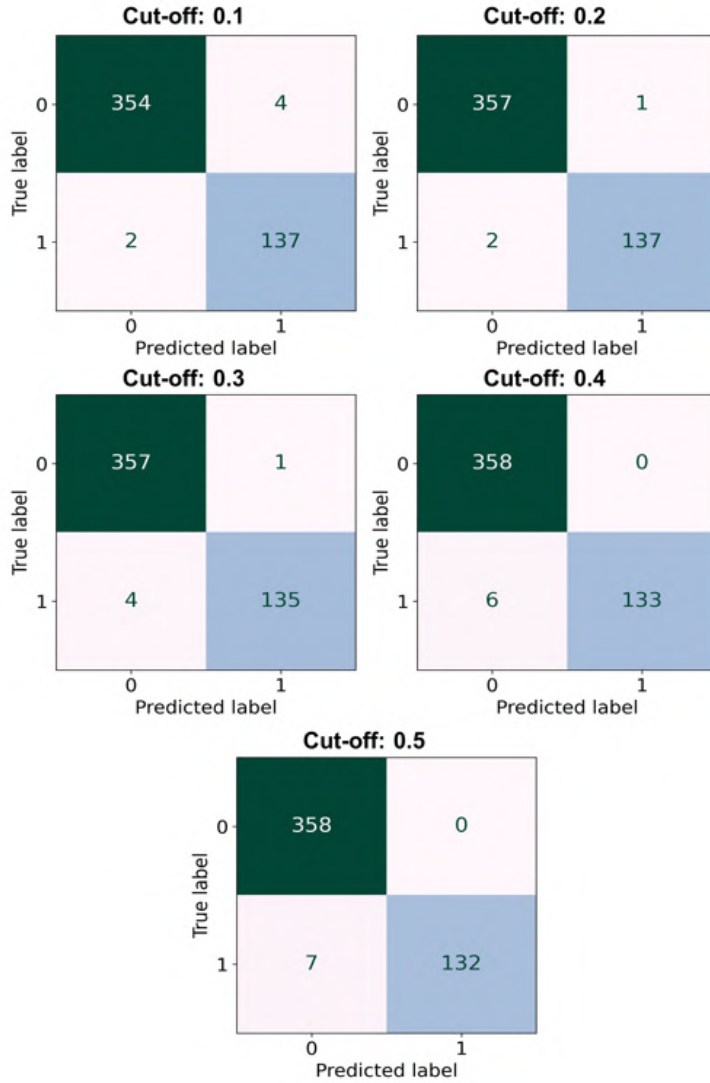 Cut-off: 0.1
True label
0
354 4
1
2 137
0 1
Predicted label
Cut-off: 0.2
True label
0
357 1
1
2 137
0 1
Predicted label
Cut-off: 0.3
True label
0
357 1
1
4 135
0 1
Predicted label
Cut-off: 0.4
True label
0
358 0
1
6 133
0 1
Predicted label
Cut-off: 0.5
True label
0
358 0
1
7 132
0 1
Predicted label